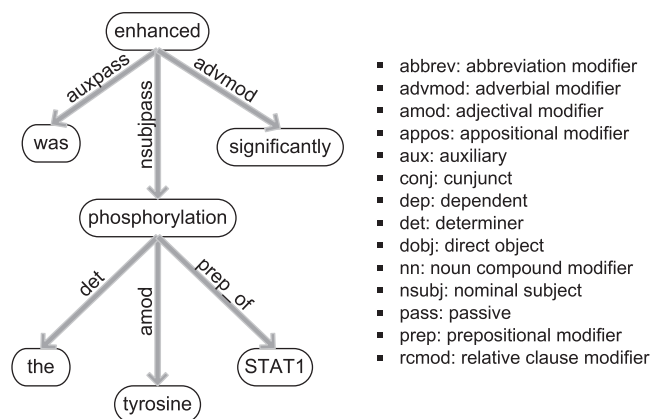 enhanced
auxpass
nsubjpass
advmod
was
significantly
phosphorylation
det
amod
prep_of
the
tyrosine
STAT1
▪ abbrev: abbreviation modifier
▪ advmod: adverbial modifier
▪ amod: adjectival modifier
▪ appos: appositional modifier
▪ aux: auxiliary
▪ conj: cunjunct
▪ dep: dependent
▪ det: determiner
▪ dobj: direct object
▪ nn: noun compound modifier
▪ nsubj: nominal subject
▪ pass: passive
▪ prep: prepositional modifier
▪ rcmod: relative clause modifier